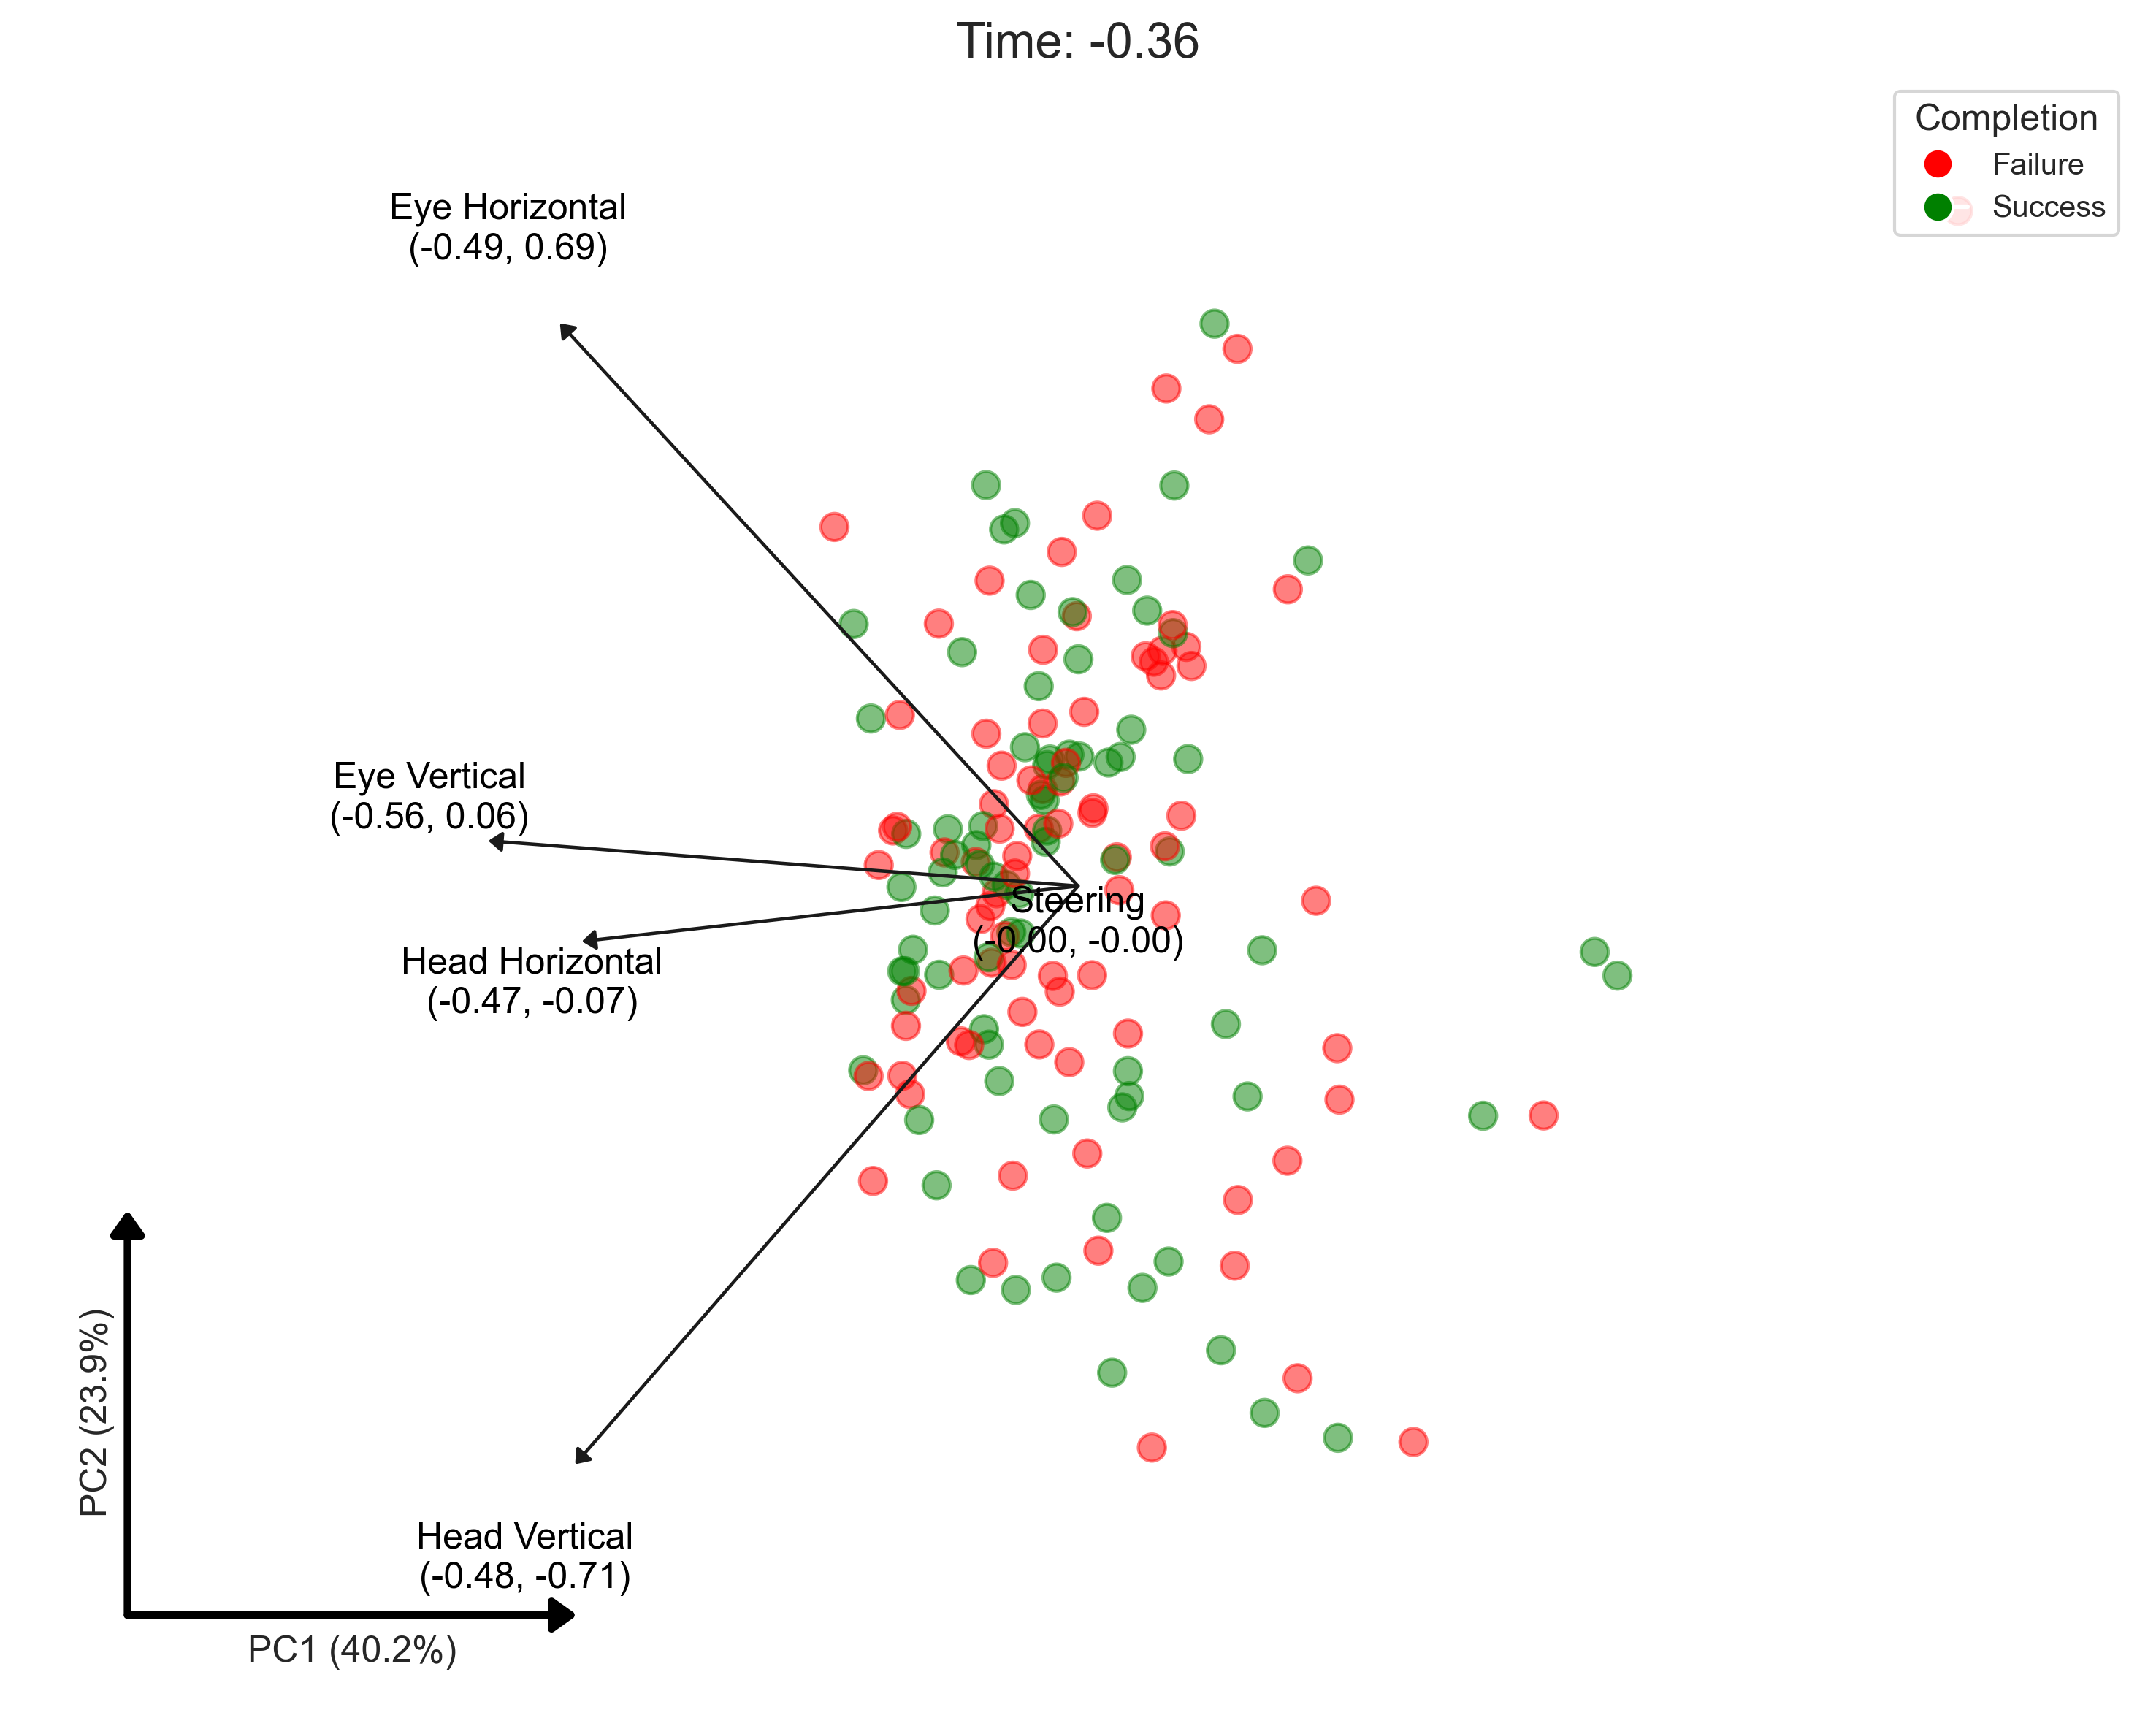 Time: -0.36
Completion
Failure
Success
Eye Horizontal
(-0.49, 0.69)
Eye Vertical
(-0.56, 0.06)
Steering
(-0.00, -0.00)
Head Horizontal
(-0.47, -0.07)
Head Vertical
(-0.48, -0.71)
PC2 (23.9%)
PC1 (40.2%)